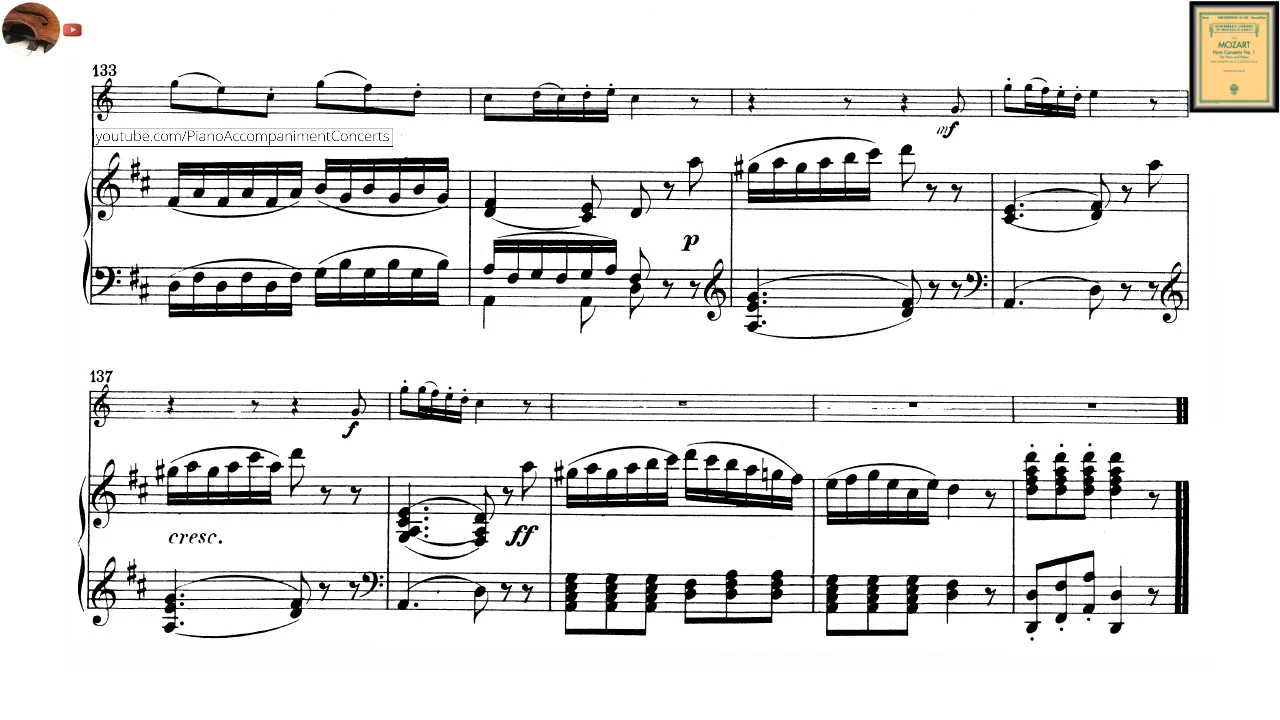 MOZART
Horn Concerto No. 1
133
youtube.com/PianoAccompanimentConcerts
mf
p
137
f
cresc.
ff